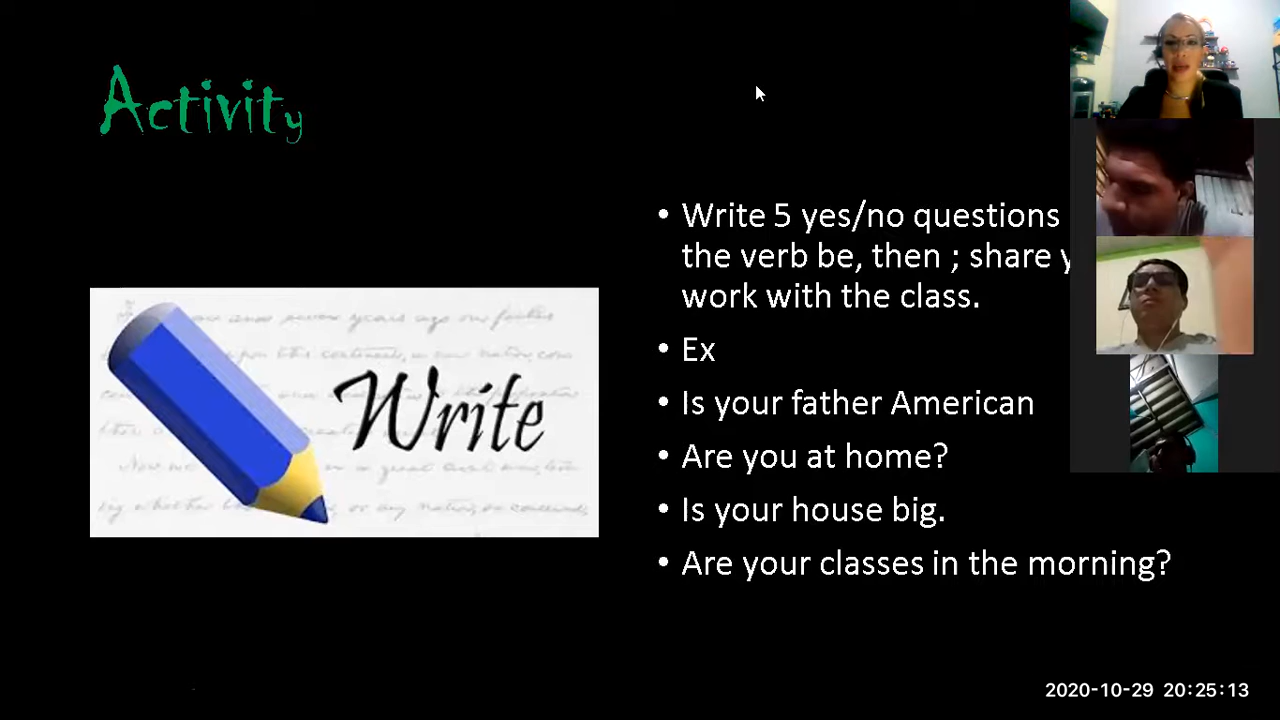 Activity
Write 5 yes/no questions
the verb be, then ; share
work with the class.
Ex
Is your father American
Are you at home?
Is your house big.
Are your classes in the morning?
Write
2020-10-29 20:25:13